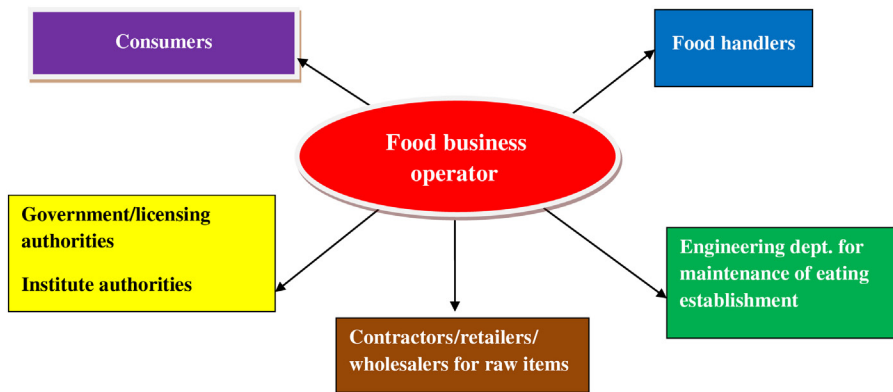 Consumers
Food handlers
Food business
operator
Government/licensing
authorities
Institute authorities
Engineering dept. for
maintenance of eating
establishment
Contractors/retailers/
wholesalers for raw items